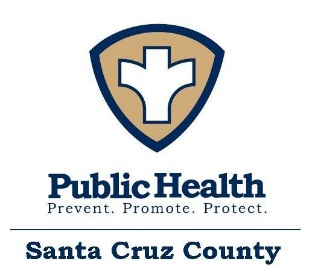 Public Health
Prevent. Promote. Protect.
Santa Cruz County